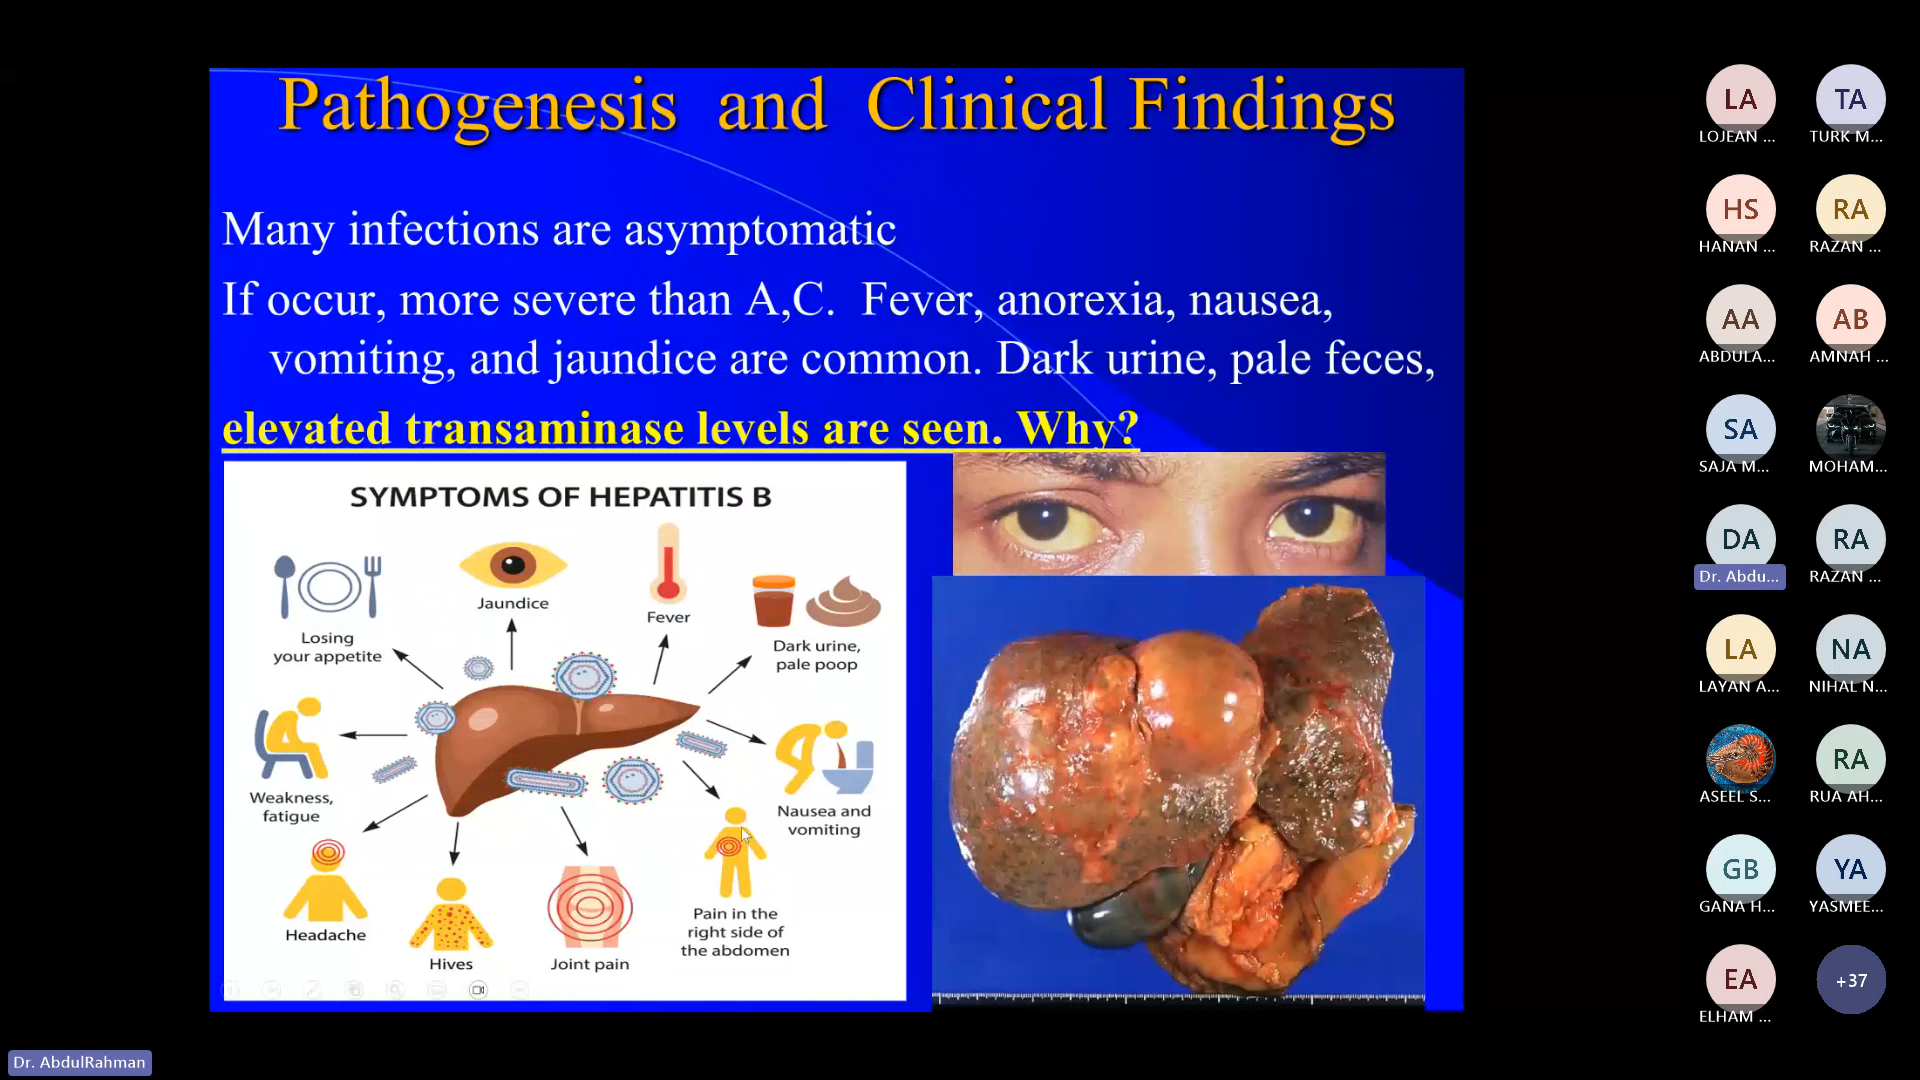 Pathogenesis and Clinical Findings
Many infections are asymptomatic
If occur, more severe than A,C. Fever, anorexia, nausea,
vomiting, and jaundice are common. Dark urine, pale feces,
elevated transaminase levels are seen. Why?
SYMPTOMS OF HEPATITIS B
Losing
your appetite
Jaundice
Fever
Dark urine,
pale poop
Weakness,
fatigue
Nausea and
vomiting
Headache
Hives
Joint pain
Pain in the
right side of
the abdomen
LA
LOJEAN ...
TA
TURK M...
HS
HANAN ...
RA
RAZAN ...
AA
ABDULA...
AB
AMNAH ...
SA
SAJA M...
MOHAM...
DA
Dr. Abdu...
RA
RAZAN ...
LA
LAYAN A...
NA
NIHAL N...
ASEEL S...
RA
RUA AH...
GB
GANA H...
YA
YASMEE...
EA
ELHAM ...
+37
Dr. AbdulRahman